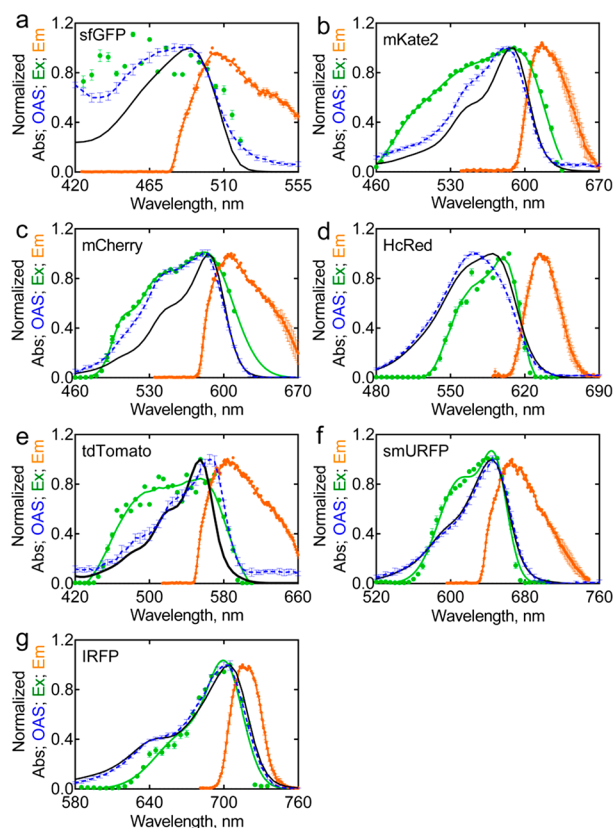 a
sfGFP
Normalized
Abs; OAS; Ex; Em
1.0
0.8
0.4
0.0
420 465 510 555
Wavelength, nm
b
mKate2
Normalized
Abs; OAS; Ex; Em
1.0
0.8
0.4
0.0
460 530 600 670
Wavelength, nm
c
mCherry
Normalized
Abs; OAS; Ex; Em
1.0
0.8
0.4
0.0
460 530 600 670
Wavelength, nm
d
HcRed
Normalized
Abs; OAS; Ex; Em
1.0
0.8
0.4
0.0
480 550 620 690
Wavelength, nm
e
tdTomato
Normalized
Abs; OAS; Ex; Em
1.0
0.8
0.4
0.0
420 500 580 660
Wavelength, nm
f
smURFP
Normalized
Abs; OAS; Ex; Em
1.0
0.8
0.4
0.0
520 600 680 760
Wavelength, nm
g
IRFP
Normalized
Abs; OAS; Ex; Em
1.0
0.8
0.4
0.0
580 640 700 760
Wavelength, nm